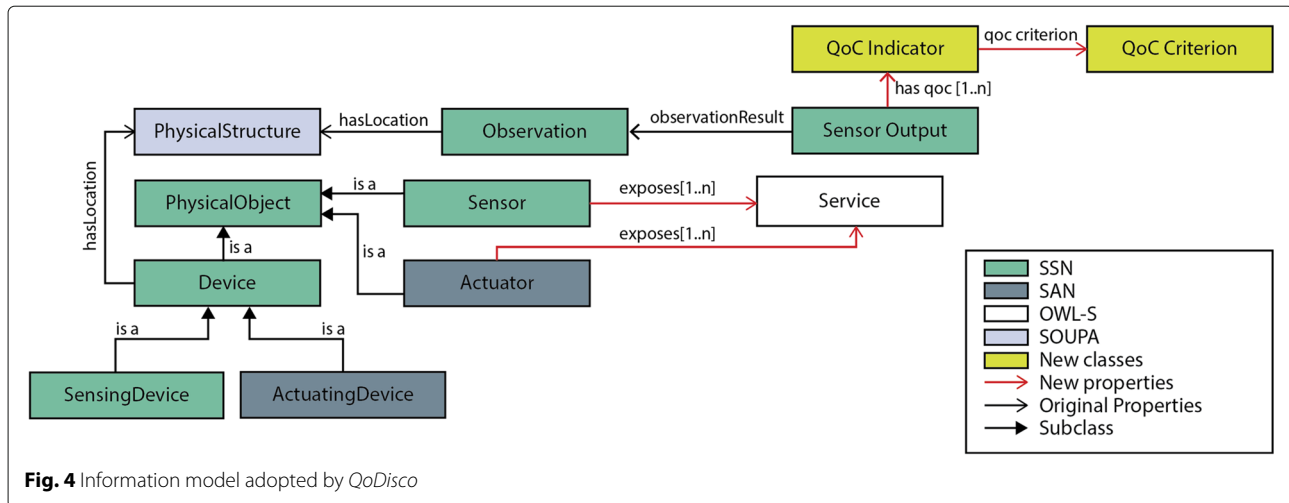 QoC Indicator
qoc criterion
QoC Criterion
has qoc [1..n]
PhysicalStructure
hasLocation
Observation
observationResult
Sensor Output
hasLocation
PhysicalObject
is a
Sensor
exposes[1..n]
Service
is a
is a
exposes[1..n]
Device
Actuator
is a
is a
SensingDevice
ActuatingDevice
SSN
SAN
OWL-S
SOUPA
New classes
New properties
Original Properties
Subclass
Fig. 4 Information model adopted by QoDisco